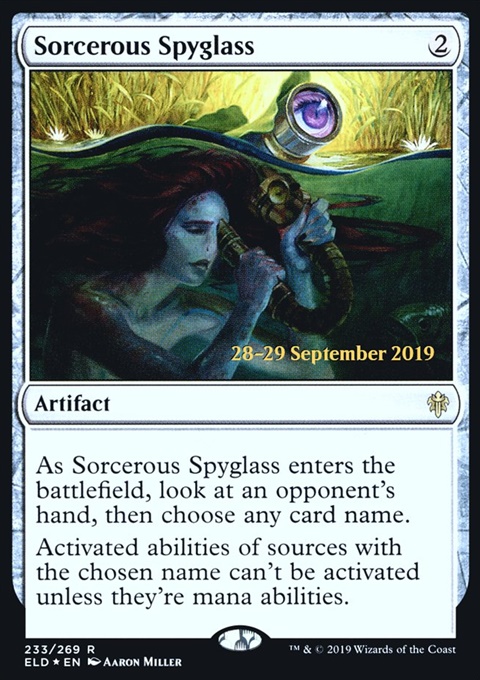 Sorcerous Spyglass 2
28-29 September 2019
Artifact
As Sorcerous Spyglass enters the
battlefield, look at an opponent's
hand, then choose any card name.
Activated abilities of sources with
the chosen name can't be activated
unless they're mana abilities.
233/269 R
ELD ★ EN Aaron Miller
™ & © 2019 Wizards of the Coast